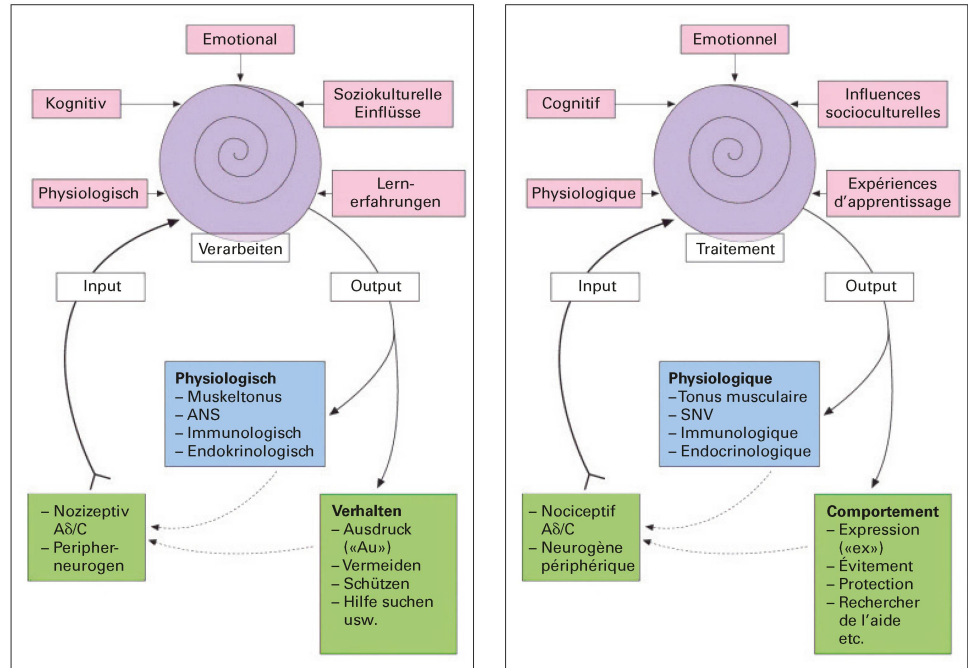 Emotional
Kognitiv
Soziokulturelle
Einflüsse
Physiologisch
Lern-
erfahrungen
Verarbeiten
Input
Output
Physiologisch
– Muskeltonus
– ANS
– Immunologisch
– Endokrinologisch
– Nozizeptiv
Aδ/C
– Peripher-
neurogen
Verhalten
– Ausdruck
(«Au»)
– Vermeiden
– Schützen
– Hilfe suchen
usw.
Emotionnel
Cognitif
Influences
socioculturelles
Physiologique
Expériences
d’apprentissage
Traitement
Input
Output
Physiologique
– Tonus musculaire
– SNV
– Immunologique
– Endocrinologique
– Nociceptif
Aδ/C
– Neurogène
périphérique
Comportement
– Expression
(«ex»)
– Évitement
– Protection
– Rechercher
de l’aide
etc.